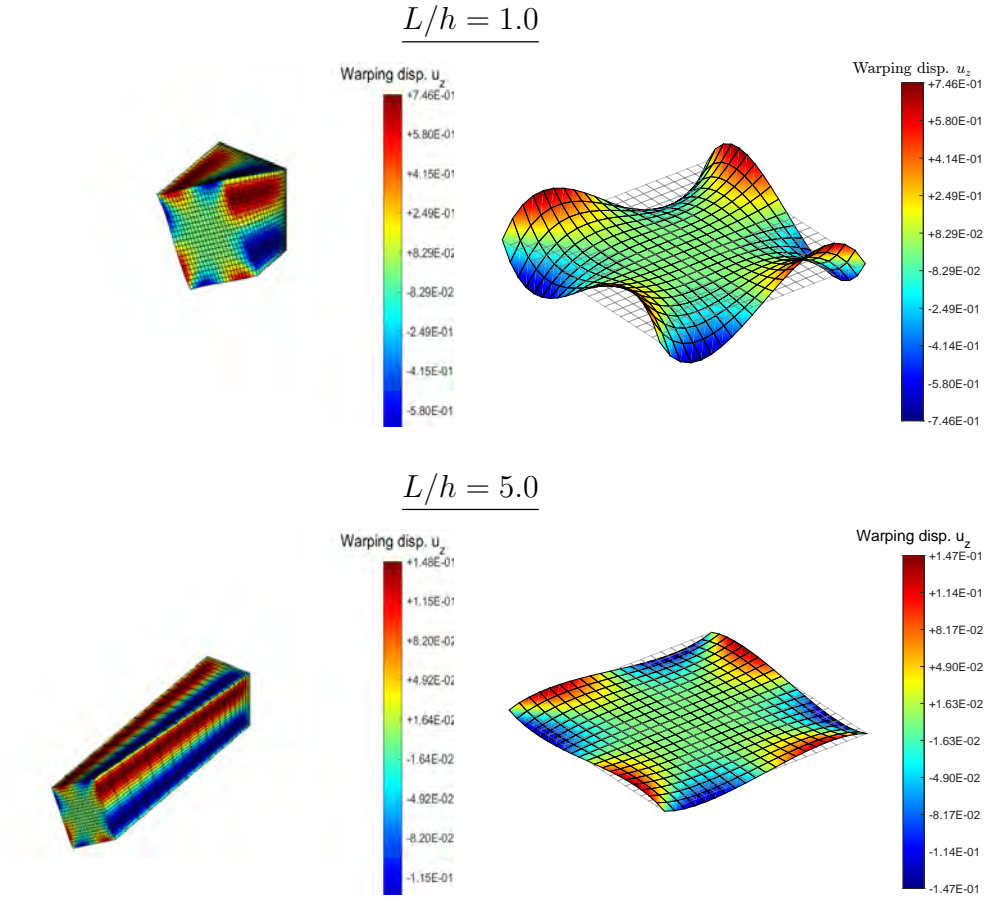 L/h = 1.0
Warping disp. u_z
+7.46E-01
+5.80E-01
+4.15E-01
+2.49E-01
+8.29E-02
-8.29E-02
-2.49E-01
-4.15E-01
-5.80E-01
Warping disp. u_z
+7.46E-01
+5.80E-01
+4.14E-01
+2.49E-01
+8.29E-02
-8.29E-02
-2.49E-01
-4.14E-01
-5.80E-01
-7.46E-01
L/h = 5.0
Warping disp. u_z
+1.48E-01
+1.15E-01
+8.20E-02
+4.92E-02
+1.64E-02
-1.64E-02
-4.92E-02
-8.20E-02
-1.15E-01
Warping disp. u_z
+1.47E-01
+1.14E-01
+8.17E-02
+4.90E-02
+1.63E-02
-1.63E-02
-4.90E-02
-8.17E-02
-1.14E-01
-1.47E-01